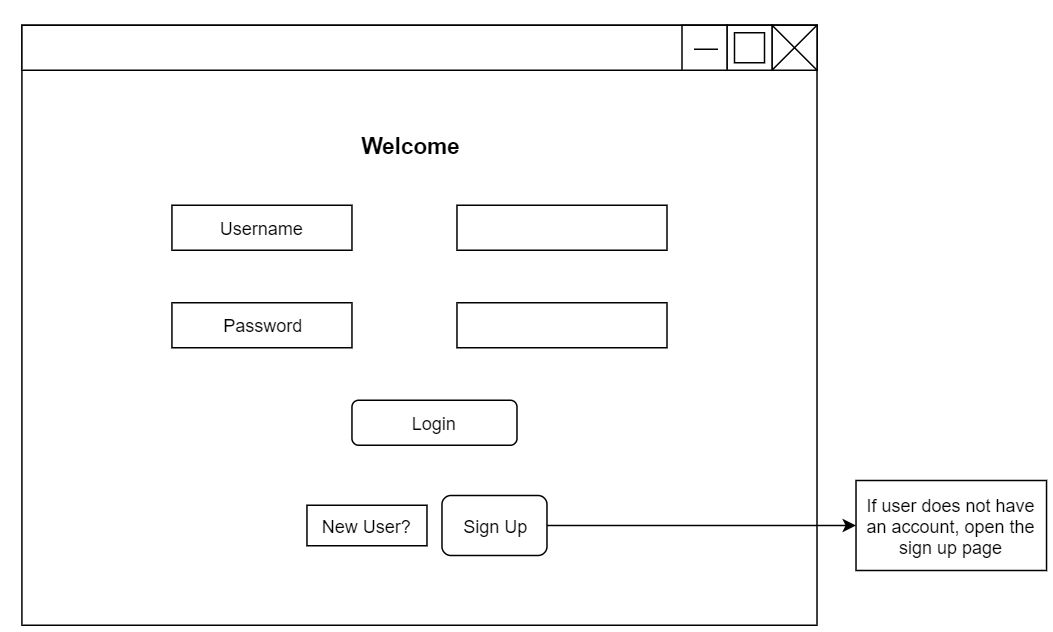 Welcome
Username
Password
Login
New User?
Sign Up
If user does not have
an account, open the
sign up page